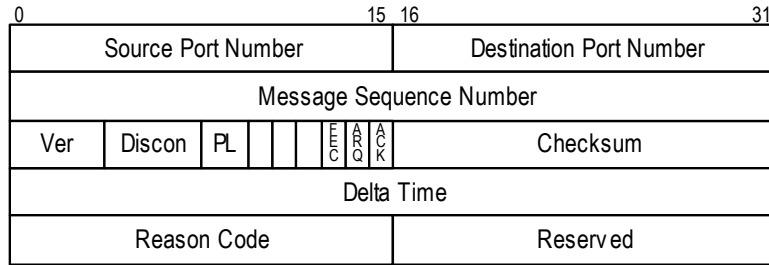 0 15 16 31
Source Port Number Destination Port Number
Message Sequence Number
Ver Discon PL FEC ARQ ACK Checksum
Delta Time
Reason Code Reserved